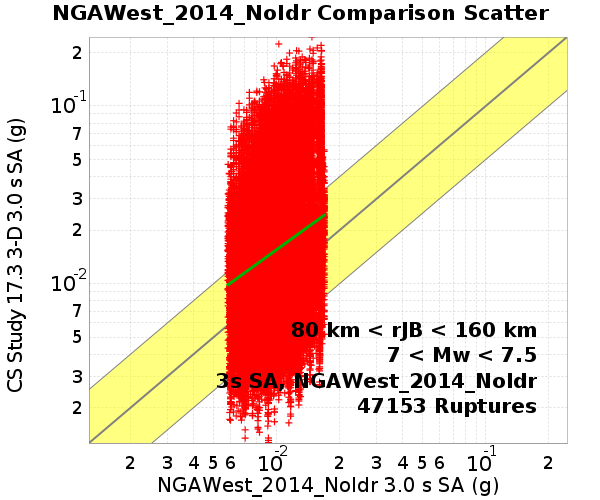 NGAWest_2014_NoIdr Comparison Scatter
CS Study 17.3 3-D 3.0 s SA (g)
2
10⁻¹
7
5
3
2
10⁻²
7
5
3
2
80 km < rJB < 160 km
7 < Mw < 7.5
3s SA, NGAWest_2014_NoIdr
47153 Ruptures
2 3 4 5 6 10⁻² 2 3 4 5 6 10⁻¹ 2
NGAWest_2014_NoIdr 3.0 s SA (g)